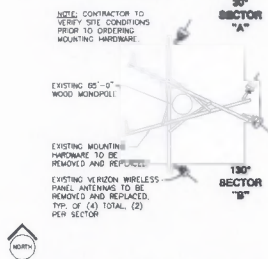 NOTE: CONTRACTOR TO
VERIFY SITE CONDITIONS
PRIOR TO ORDERING
MOUNTING HARDWARE.
30°
SECTOR
"A"
EXISTING 65'-0"
WOOD MONOPOLE
EXISTING MOUNTING
HARDWARE TO BE
REMOVED AND REPLACED.
EXISTING VERIZON WIRELESS
PANEL ANTENNAS TO BE
REMOVED AND REPLACED,
TYP. OF (4) TOTAL, (2)
PER SECTOR
130°
SECTOR
"B"
NORTH